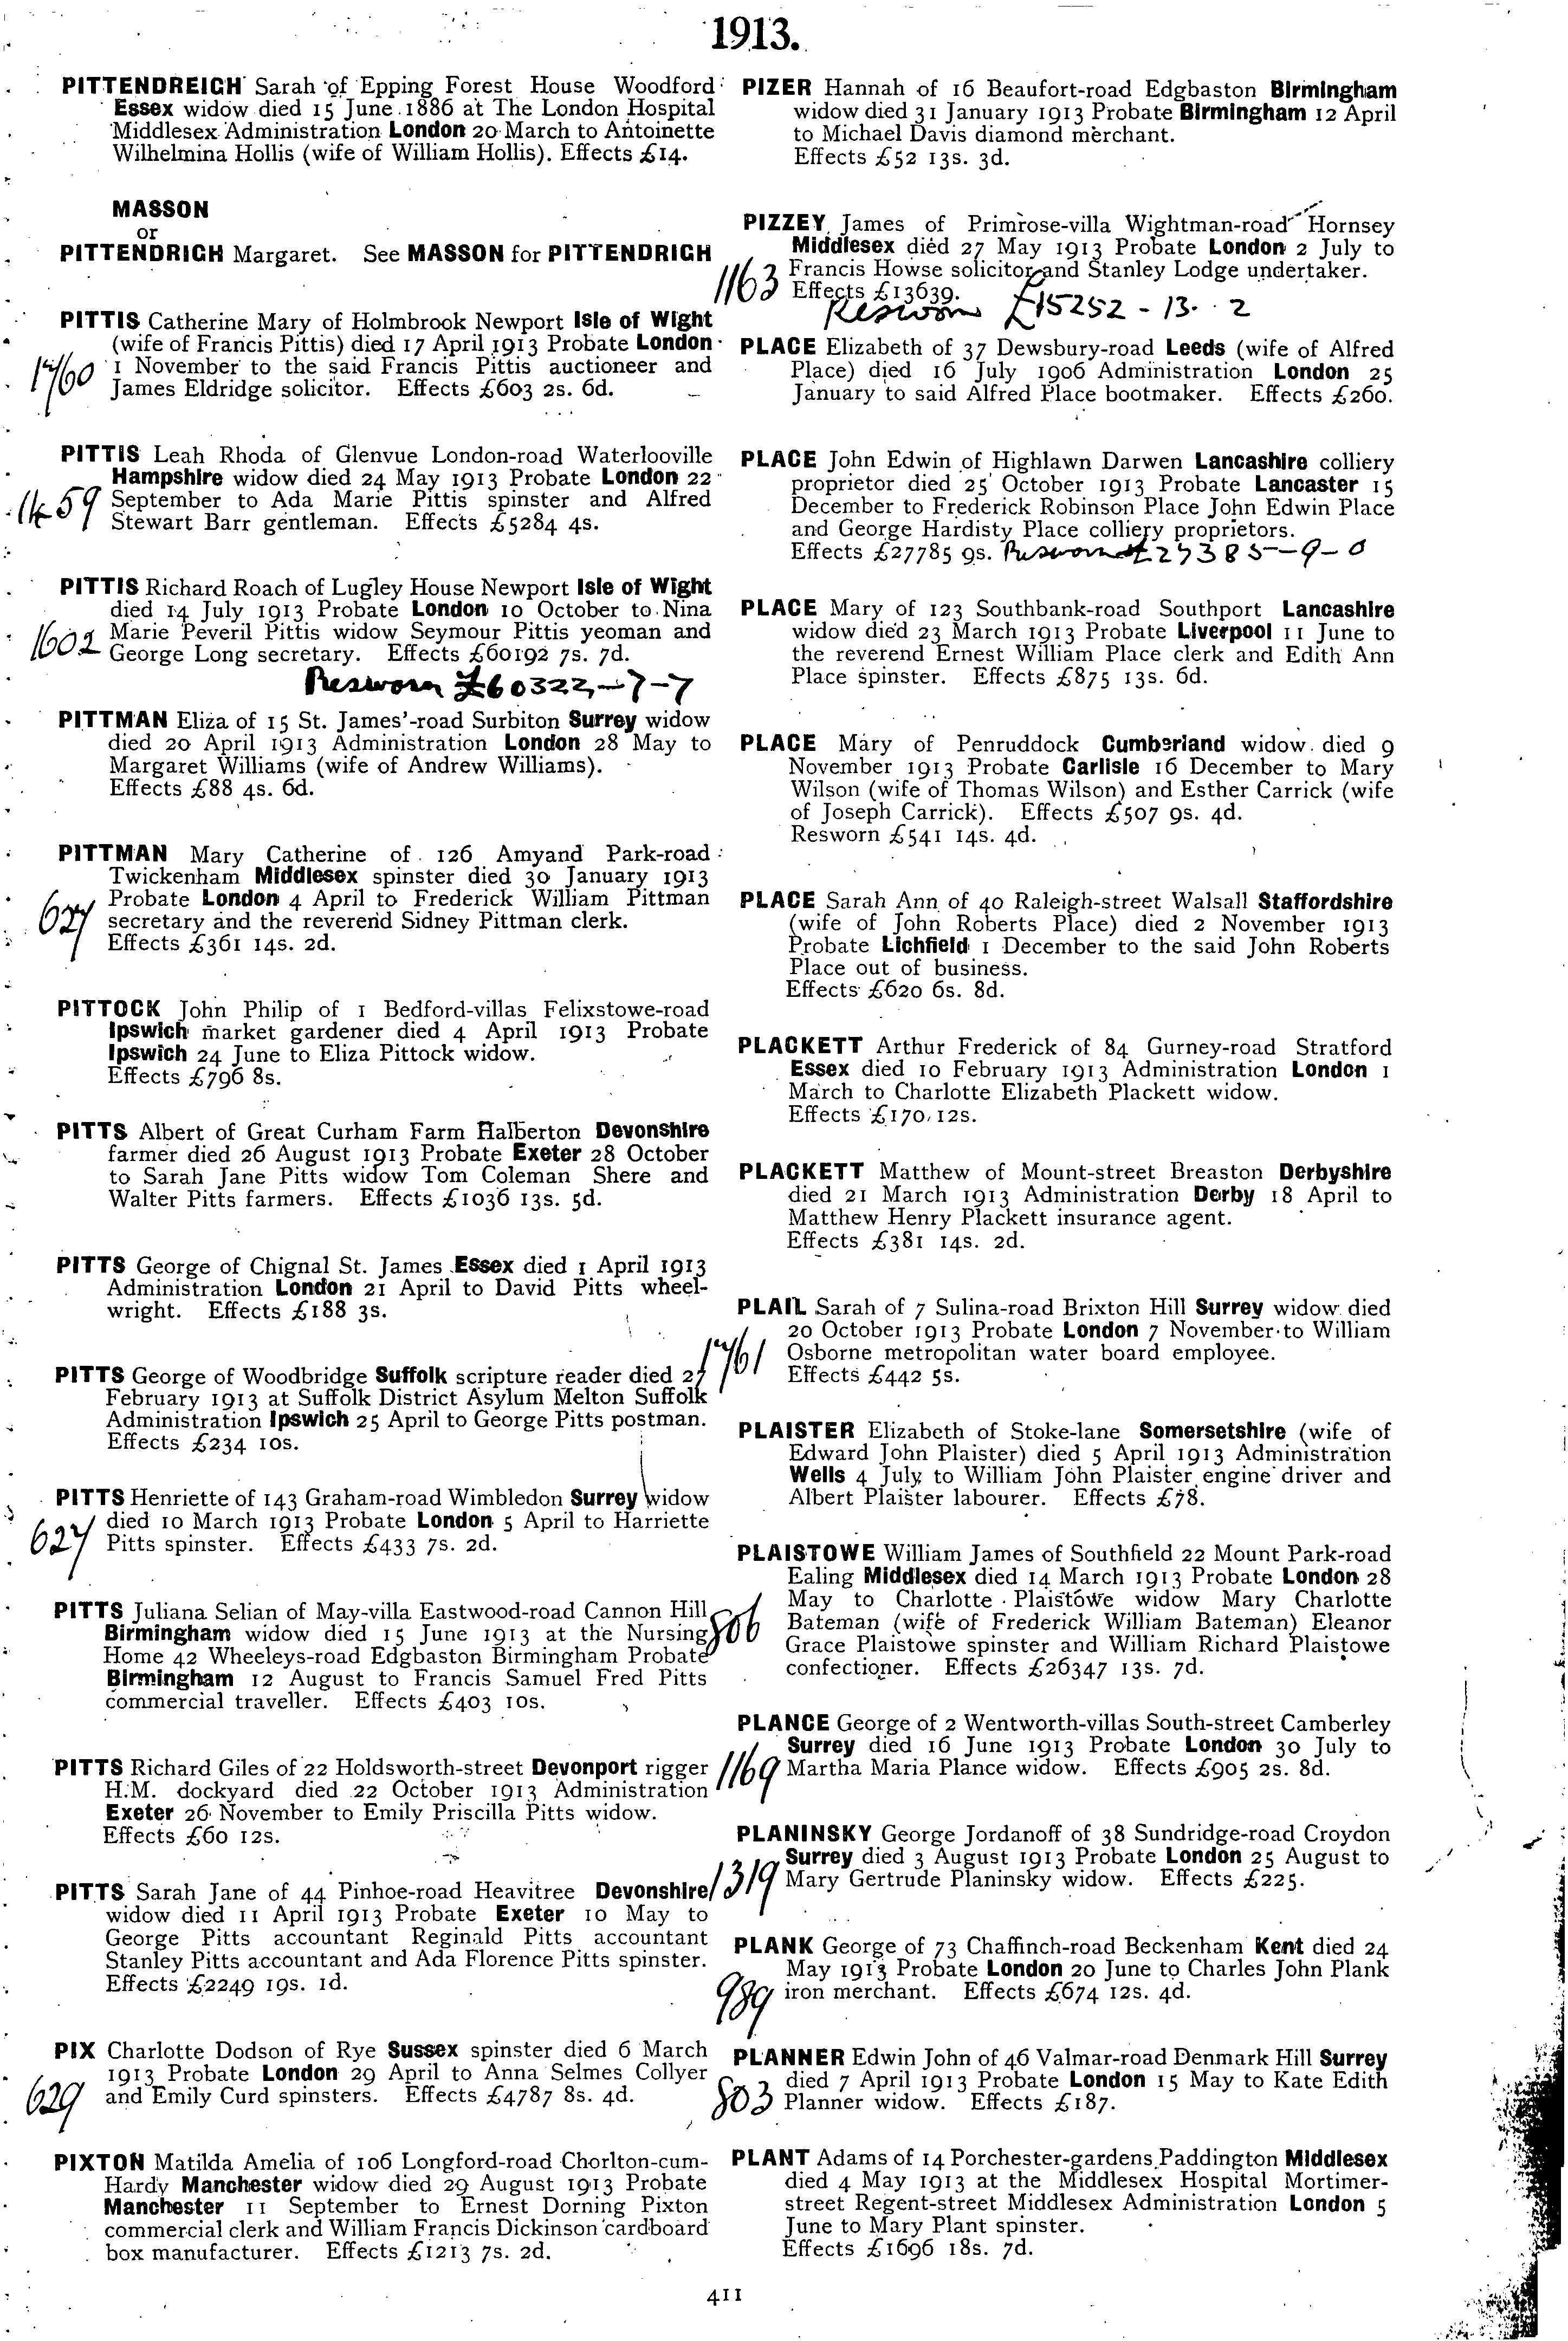 1913.
PITTENDREIGH Sarah of Epping Forest House Woodford
Essex widow died 15 June 1886 at The London Hospital
Middlesex Administration London 20 March to Antoinette
Wilhelmina Hollis (wife of William Hollis). Effects £14.
MASSON
or
PITTENDRICH Margaret. See MASSON for PITTENDRICH
PITTIS Catherine Mary of Holmbrook Newport Isle of Wight
(wife of Francis Pittis) died 17 April 1913 Probate London
1760 1 November to the said Francis Pittis auctioneer and
James Eldridge solicitor. Effects £603 2s. 6d.
PITTIS Leah Rhoda of Glenvue London-road Waterlooville
Hampshire widow died 24 May 1913 Probate London 22
1459 September to Ada Marie Pittis spinster and Alfred
Stewart Barr gentleman. Effects £5284 4s.
PITTIS Richard Roach of Lugley House Newport Isle of Wight
died 14 July 1913 Probate London 10 October to Nina
1602 Marie Peveril Pittis widow Seymour Pittis yeoman and
George Long secretary. Effects £60192 7s. 7d.
Resworn £60322-7-7
PITTMAN Eliza of 15 St. James'-road Surbiton Surrey widow
died 20 April 1913 Administration London 28 May to
Margaret Williams (wife of Andrew Williams).
Effects £88 4s. 6d.
PITTMAN Mary Catherine of 126 Amyand Park-road
Twickenham Middlesex spinster died 30 January 1913
627 Probate London 4 April to Frederick William Pittman
secretary and the reverend Sidney Pittman clerk.
Effects £361 14s. 2d.
PITTOCK John Philip of 1 Bedford-villas Felixstowe-road
Ipswich market gardener died 4 April 1913 Probate
Ipswich 24 June to Eliza Pittock widow.
Effects £796 8s.
PITTS Albert of Great Curham Farm Halberton Devonshire
farmer died 26 August 1913 Probate Exeter 28 October
to Sarah Jane Pitts widow Tom Coleman Shere and
Walter Pitts farmers. Effects £1036 13s. 5d.
PITTS George of Chignal St. James Essex died 1 April 1913
Administration London 21 April to David Pitts wheel-
wright. Effects £188 3s.
PITTS George of Woodbridge Suffolk scripture reader died 27
February 1913 at Suffolk District Asylum Melton Suffolk
Administration Ipswich 25 April to George Pitts postman.
Effects £234 10s.
PITTS Henriette of 143 Graham-road Wimbledon Surrey widow
died 10 March 1913 Probate London 5 April to Harriette
627 Pitts spinster. Effects £433 7s. 2d.
PITTS Juliana Selian of May-villa Eastwood-road Cannon Hill
Birmingham widow died 15 June 1913 at the Nursing
Home 42 Wheeleys-road Edgbaston Birmingham Probate
Birmingham 12 August to Francis Samuel Fred Pitts
commercial traveller. Effects £403 10s.
PITTS Richard Giles of 22 Holdsworth-street Devonport rigger
H.M. dockyard died 22 October 1913 Administration
Exeter 26 November to Emily Priscilla Pitts widow.
Effects £60 12s.
PITTS Sarah Jane of 44 Pinhoe-road Heavitree Devonshire
widow died 11 April 1913 Probate Exeter 10 May to
George Pitts accountant Reginald Pitts accountant
Stanley Pitts accountant and Ada Florence Pitts spinster.
Effects £2249 19s. 1d.
PIX Charlotte Dodson of Rye Sussex spinster died 6 March
1913 Probate London 29 April to Anna Selmes Collyer
629 and Emily Curd spinsters. Effects £4787 8s. 4d.
PIXTON Matilda Amelia of 106 Longford-road Chorlton-cum-
Hardy Manchester widow died 29 August 1913 Probate
Manchester 11 September to Ernest Dorning Pixton
commercial clerk and William Francis Dickinson cardboard
box manufacturer. Effects £1213 7s. 2d.
PIZER Hannah of 16 Beaufort-road Edgbaston Birmingham
widow died 31 January 1913 Probate Birmingham 12 April
to Michael Davis diamond merchant.
Effects £52 13s. 3d.
PIZZEY James of Primrose-villa Wightman-road Hornsey
Middlesex died 27 May 1913 Probate London 2 July to
1163 Francis Howse solicitor and Stanley Lodge undertaker.
Effects £13639.
Resworn £15252-13.2
PLACE Elizabeth of 37 Dewsbury-road Leeds (wife of Alfred
Place) died 16 July 1906 Administration London 25
January to said Alfred Place bootmaker. Effects £260.
PLACE John Edwin of Highlawn Darwen Lancashire colliery
proprietor died 25 October 1913 Probate Lancaster 15
December to Frederick Robinson Place John Edwin Place
and George Hardisty Place colliery proprietors.
Effects £27785 9s. Resworn £27385-9-0
PLACE Mary of 123 Southbank-road Southport Lancashire
widow died 23 March 1913 Probate Liverpool 11 June to
the reverend Ernest William Place clerk and Edith Ann
Place spinster. Effects £875 13s. 6d.
PLACE Mary of Penruddock Cumberland widow died 9
November 1913 Probate Carlisle 16 December to Mary
Wilson (wife of Thomas Wilson) and Esther Carrick (wife
of Joseph Carrick). Effects £507 9s. 4d.
Resworn £541 14s. 4d.
PLACE Sarah Ann of 40 Raleigh-street Walsall Staffordshire
(wife of John Roberts Place) died 2 November 1913
Probate Lichfield 1 December to the said John Roberts
Place out of business.
Effects £620 6s. 8d.
PLACKETT Arthur Frederick of 84 Gurney-road Stratford
Essex died 10 February 1913 Administration London 1
March to Charlotte Elizabeth Plackett widow.
Effects £170 12s.
PLACKETT Matthew of Mount-street Breaston Derbyshire
died 21 March 1913 Administration Derby 18 April to
Matthew Henry Plackett insurance agent.
Effects £381 14s. 2d.
PLAIL Sarah of 7 Sulina-road Brixton Hill Surrey widow died
20 October 1913 Probate London 7 November to William
1761 Osborne metropolitan water board employee.
Effects £442 5s.
PLAISTER Elizabeth of Stoke-lane Somersetshire (wife of
Edward John Plaister) died 5 April 1913 Administration
Wells 4 July to William John Plaister engine driver and
Albert Plaister labourer. Effects £78.
PLAISTOWE William James of Southfield 22 Mount Park-road
Ealing Middlesex died 14 March 1913 Probate London 28
May to Charlotte Plaistowe widow Mary Charlotte
806 Bateman (wife of Frederick William Bateman) Eleanor
Grace Plaistowe spinster and William Richard Plaistowe
confectioner. Effects £26347 13s. 7d.
PLANCE George of 2 Wentworth-villas South-street Camberley
Surrey died 16 June 1913 Probate London 30 July to
1169 Martha Maria Plance widow. Effects £905 2s. 8d.
PLANINSKY George Jordanoff of 38 Sundridge-road Croydon
Surrey died 3 August 1913 Probate London 25 August to
1319 Mary Gertrude Planinsky widow. Effects £225.
PLANK George of 73 Chaffinch-road Beckenham Kent died 24
May 1913 Probate London 20 June to Charles John Plank
989 iron merchant. Effects £674 12s. 4d.
PLANNER Edwin John of 46 Valmar-road Denmark Hill Surrey
died 7 April 1913 Probate London 15 May to Kate Edith
803 Planner widow. Effects £187.
PLANT Adams of 14 Porchester-gardens Paddington Middlesex
died 4 May 1913 at the Middlesex Hospital Mortimer-
street Regent-street Middlesex Administration London 5
June to Mary Plant spinster.
Effects £1696 18s. 7d.
411